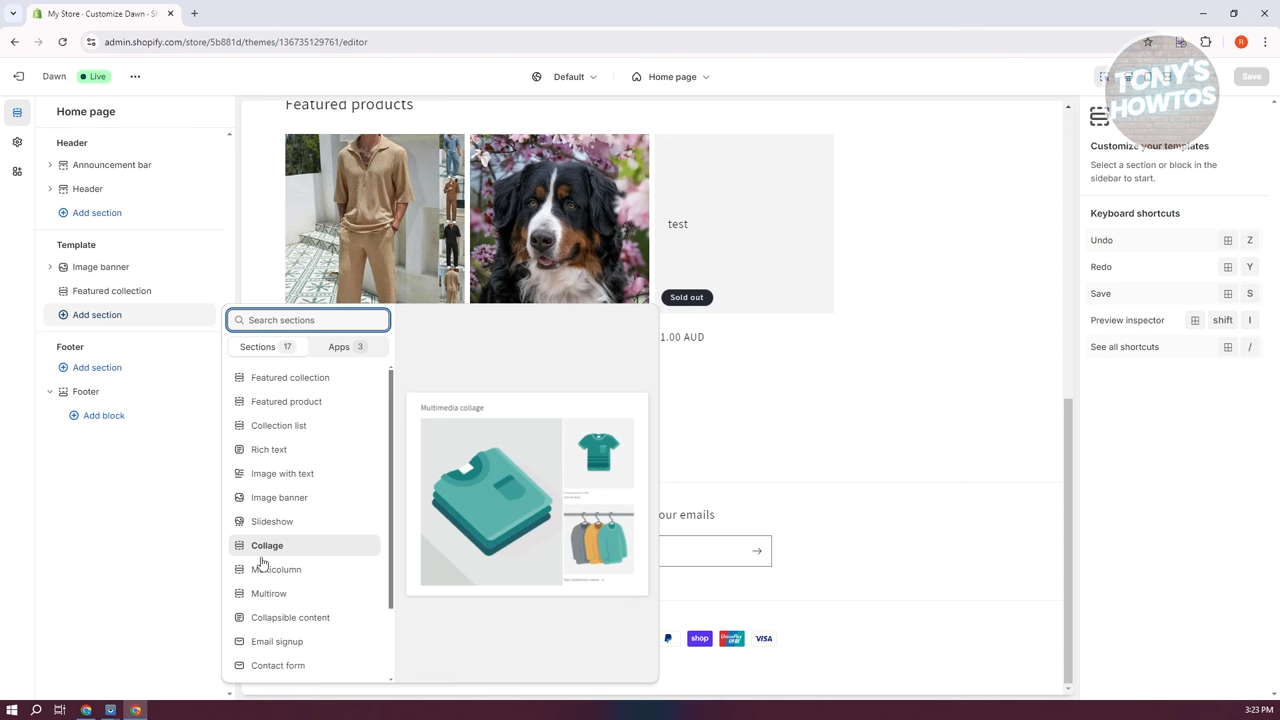 My Store · Customize Dawn · S
admin.shopify.com/store/5b881d/themes/136735129761/editor
R
Dawn
Live
Default
Home page
Save
TONY'S
HOWTOS
Home page
Header
Announcement bar
Header
Add section
Template
Image banner
Featured collection
Add section
Footer
Add section
Footer
Add block
Search sections
Sections 17
Apps 3
Featured collection
Featured product
Collection list
Rich text
Image with text
Image banner
Slideshow
Collage
Multicolumn
Multirow
Collapsible content
Email signup
Contact form
Multimedia collage
Featured products
test
Sold out
1.00 AUD
our emails
shop
UnionPay
VISA
Customize your templates
Select a section or block in the
sidebar to start.
Keyboard shortcuts
Undo Z
Redo Y
Save S
Preview inspector shift I
See all shortcuts /
3:23 PM